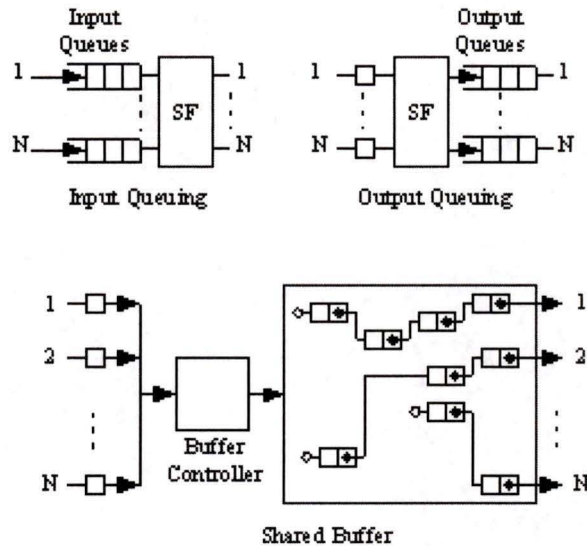 Input
Queues
Output
Queues
1
1
1
1
SF
SF
N
N
N
N
Input Queuing
Output Queuing
1
1
2
2
N
N
Buffer
Controller
Shared Buffer